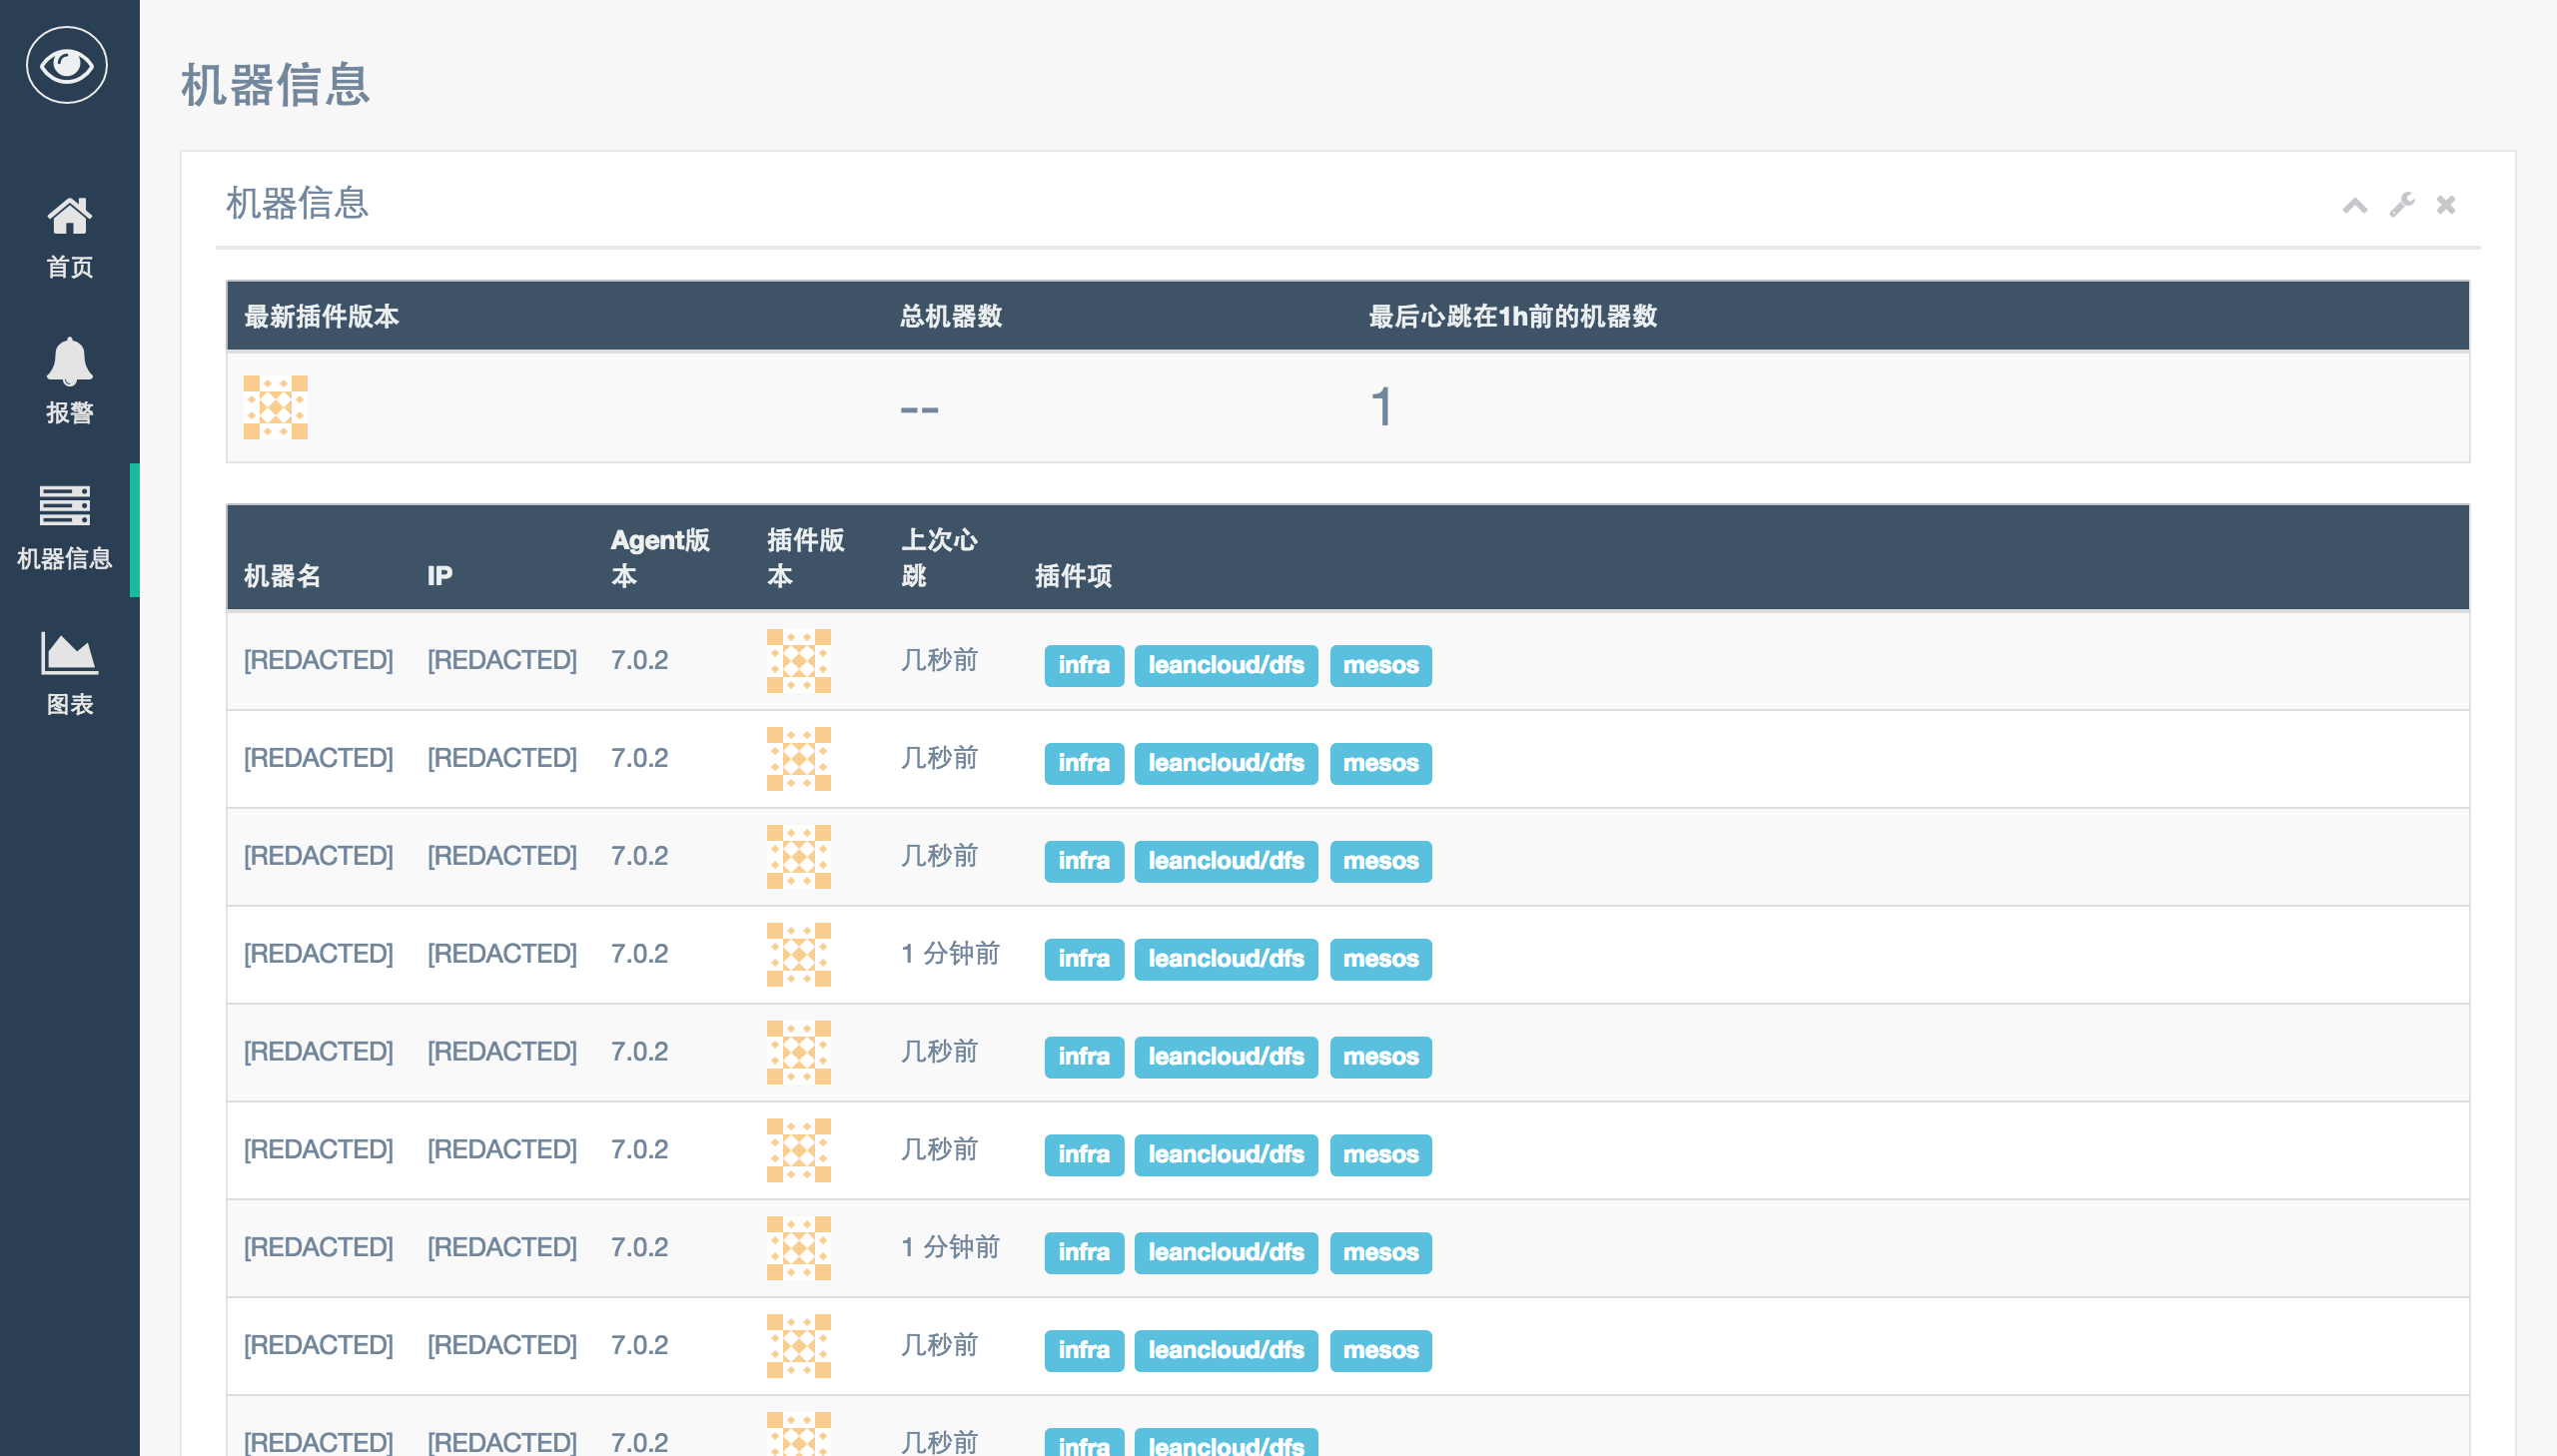 机器信息
首页
报警
机器信息
图表
机器信息
最新插件版本 总机器数 最后心跳在1h前的机器数
-- 1
机器名 IP Agent版本 插件版本 上次心跳 插件项
[REDACTED] [REDACTED] 7.0.2 几秒前 infra leancloud/dfs mesos
[REDACTED] [REDACTED] 7.0.2 几秒前 infra leancloud/dfs mesos
[REDACTED] [REDACTED] 7.0.2 几秒前 infra leancloud/dfs mesos
[REDACTED] [REDACTED] 7.0.2 1 分钟前 infra leancloud/dfs mesos
[REDACTED] [REDACTED] 7.0.2 几秒前 infra leancloud/dfs mesos
[REDACTED] [REDACTED] 7.0.2 几秒前 infra leancloud/dfs mesos
[REDACTED] [REDACTED] 7.0.2 1 分钟前 infra leancloud/dfs mesos
[REDACTED] [REDACTED] 7.0.2 几秒前 infra leancloud/dfs mesos
[REDACTED] [REDACTED] 7.0.2 几秒前 infra leancloud/dfs